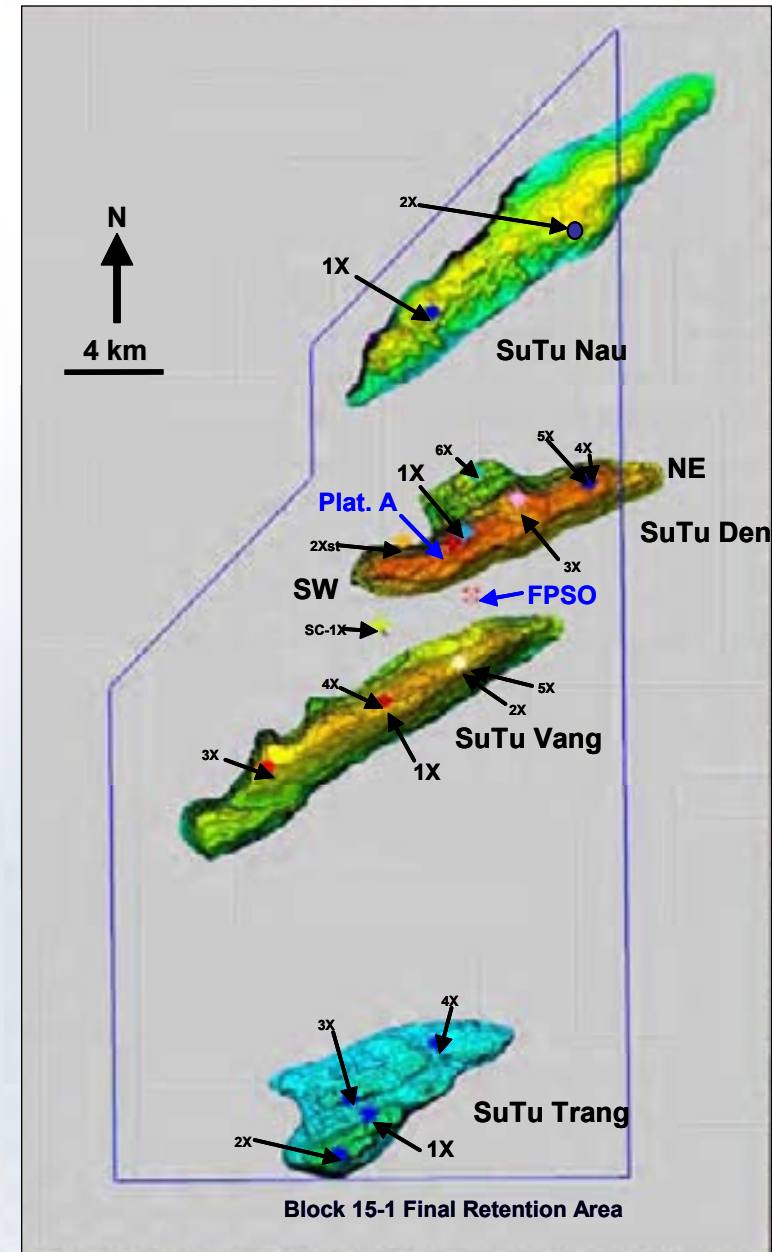 2X
N
1X
4 km
SuTu Nau
5X
4X
6X
NE
1X
Plat. A
SuTu Den
2Xst
3X
SW
FPSO
SC-1X
4X
5X
2X
SuTu Vang
3X
1X
4X
3X
SuTu Trang
2X
1X
Block 15-1 Final Retention Area